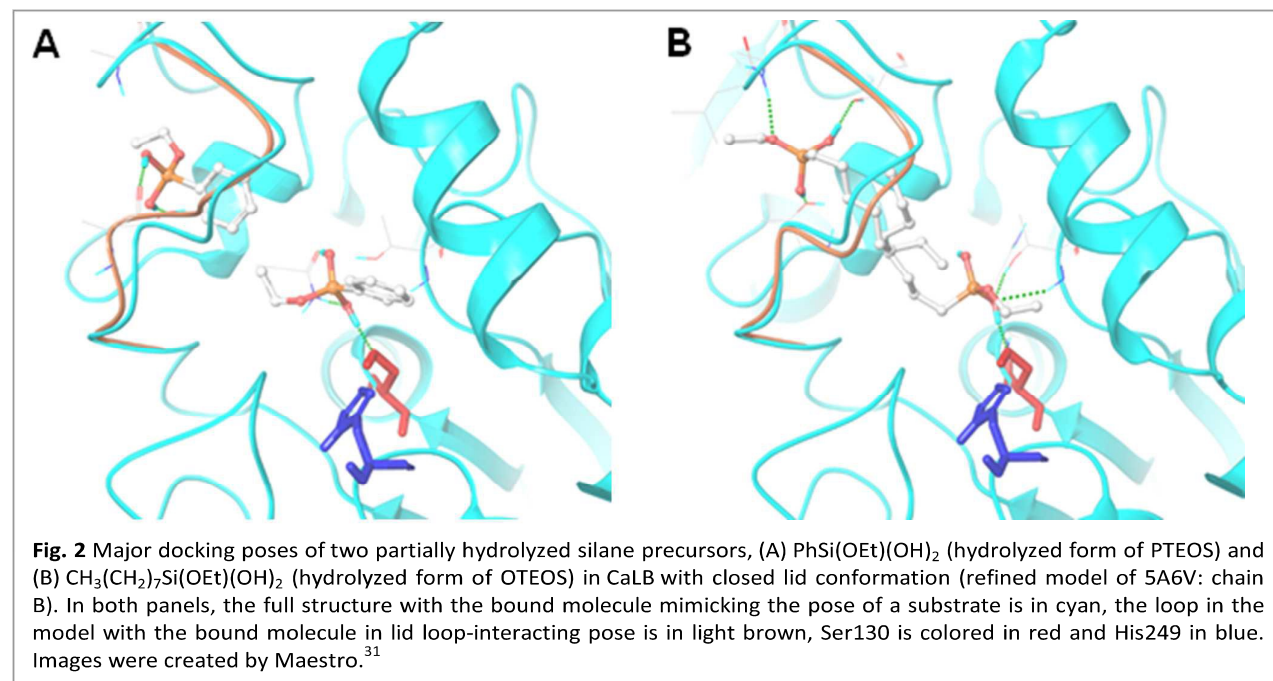 A
B
Fig. 2 Major docking poses of two partially hydrolyzed silane precursors, (A) PhSi(OEt)(OH)₂ (hydrolyzed form of PTEOS) and
(B) CH₃(CH₂)₇Si(OEt)(OH)₂ (hydrolyzed form of OTEOS) in CaLB with closed lid conformation (refined model of 5A6V: chain
B). In both panels, the full structure with the bound molecule mimicking the pose of a substrate is in cyan, the loop in the
model with the bound molecule in lid loop-interacting pose is in light brown, Ser130 is colored in red and His249 in blue.
Images were created by Maestro.³¹